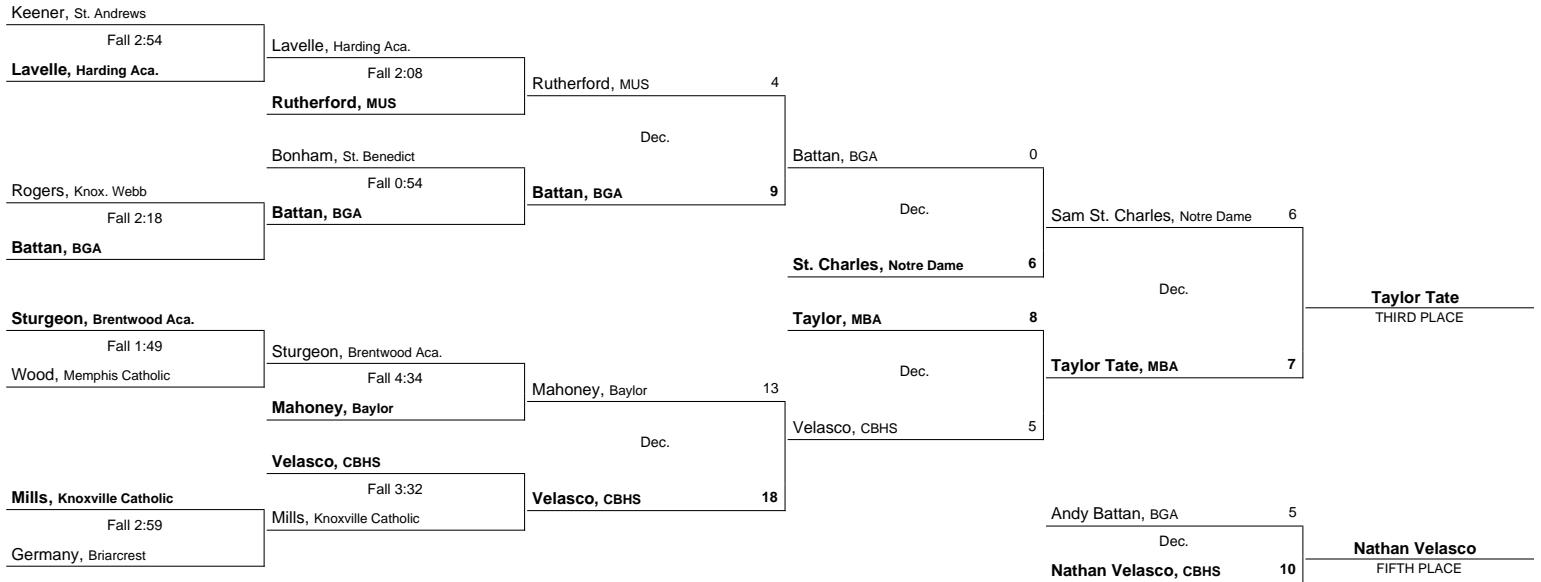 Keener, St. Andrews
Fall 2:54
Lavelle, Harding Aca.
Rogers, Knox. Webb
Fall 2:18
Battan, BGA
Sturgeon, Brentwood Aca.
Fall 1:49
Wood, Memphis Catholic
Mills, Knoxville Catholic
Fall 2:59
Germany, Briarcrest
Lavelle, Harding Aca.
Fall 2:08
Rutherford, MUS
Bonham, St. Benedict
Fall 0:54
Battan, BGA
Sturgeon, Brentwood Aca.
Fall 4:34
Mahoney, Baylor
Velasco, CBHS
Fall 3:32
Mills, Knoxville Catholic
Rutherford, MUS 4
Dec.
Battan, BGA 9
Mahoney, Baylor 13
Dec.
Velasco, CBHS 18
Battan, BGA 0
Dec.
St. Charles, Notre Dame 6
Taylor, MBA 8
Dec.
Velasco, CBHS 5
Sam St. Charles, Notre Dame 6
Dec.
Taylor Tate, MBA 7
Taylor Tate
THIRD PLACE
Andy Battan, BGA 5
Dec.
Nathan Velasco, CBHS 10
Nathan Velasco
FIFTH PLACE